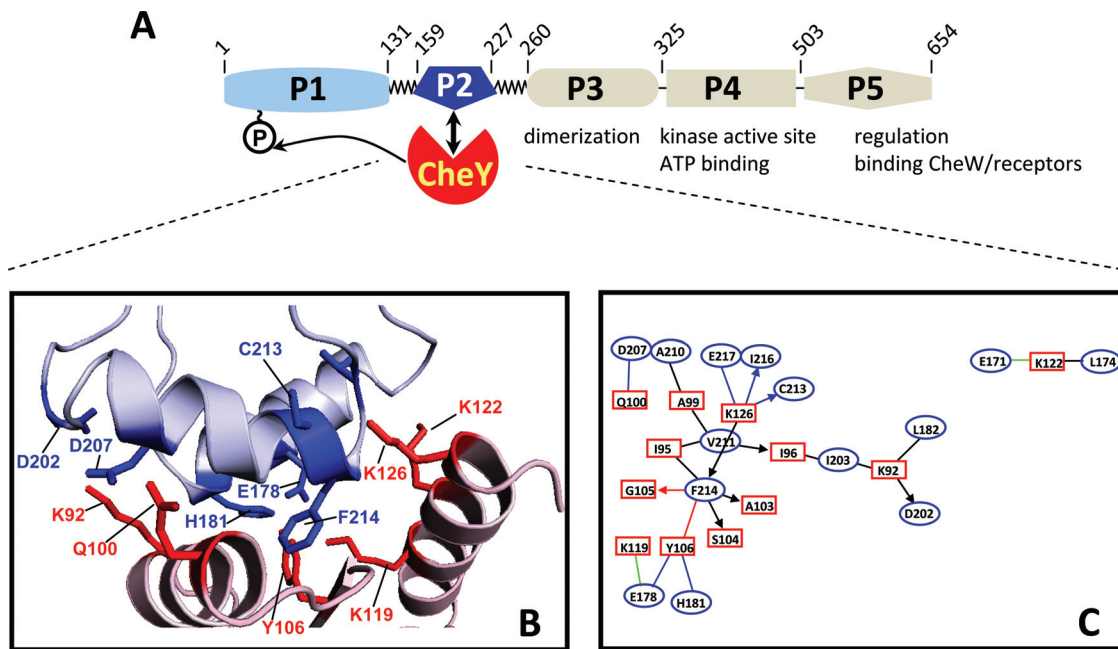 A
1 131 159 227 260 325 503 654
P1 P2 P3 P4 P5
P
CheY
dimerization
kinase active site
ATP binding
regulation
binding CheW/receptors
C213
K122
D207
D202
K126
E178
K92
H181
F214
Q100
Y106
K119
B
D207 A210 E217 I216
E171 K122 L174
C213
Q100 A99 K126
L182
V211
I95 I96 I203 K92
G105 F214 A103
D202
S104
K119 Y106
E178 H181
C